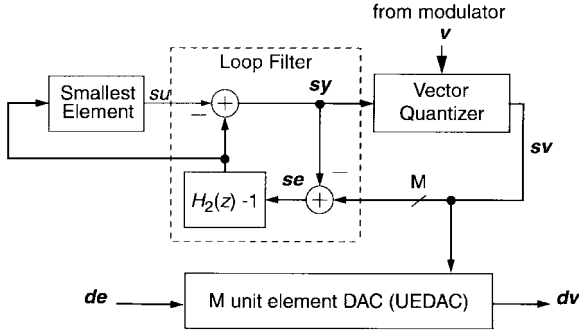 from modulator
v
Loop Filter
Smallest
Element
su
−
+
sy
Vector
Quantizer
sv
−
se
M
H₂(z) -1
+
de
M unit element DAC (UEDAC)
dv